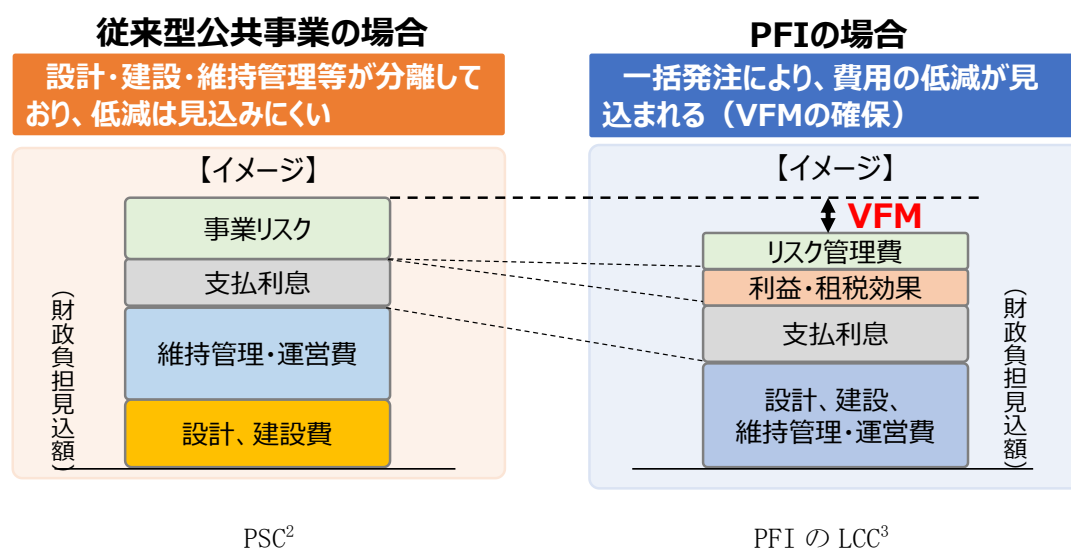 従来型公共事業の場合
設計・建設・維持管理等が分離して
おり、低減は見込みにくい
【イメージ】
事業リスク
支払利息
維持管理・運営費
設計、建設費
（財政負担見込額）
PSC2
PFIの場合
一括発注により、費用の低減が見
込まれる（VFMの確保）
【イメージ】
VFM
リスク管理費
利益・租税効果
支払利息
設計、建設、
維持管理・運営費
（財政負担見込額）
PFI の LCC3